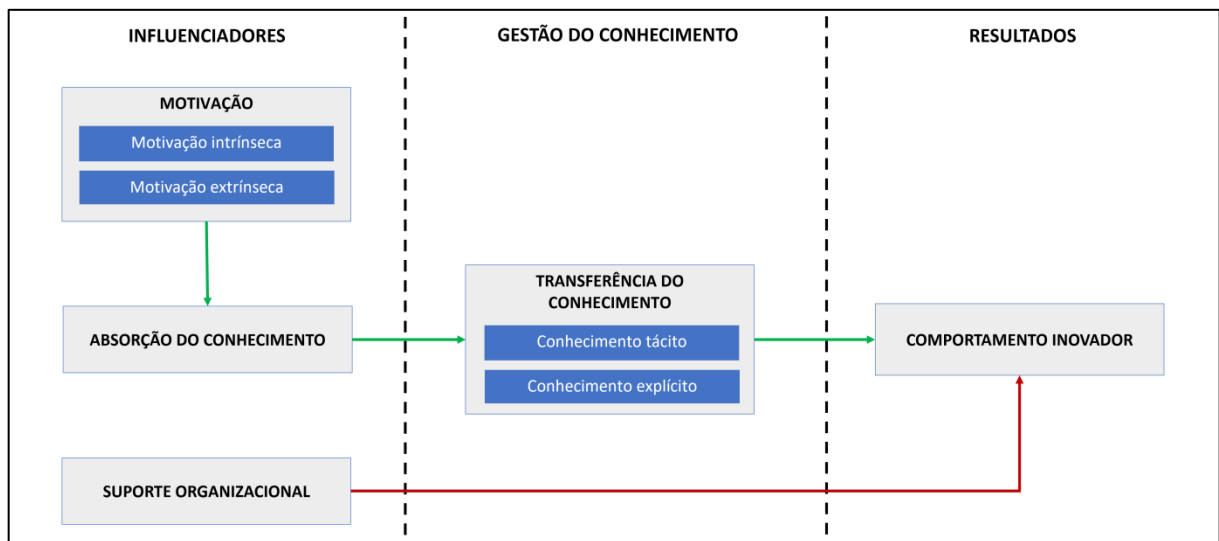 INFLUENCIADORES
GESTÃO DO CONHECIMENTO
RESULTADOS
MOTIVAÇÃO
Motivação intrínseca
Motivação extrínseca
ABSORÇÃO DO CONHECIMENTO
TRANSFERÊNCIA DO
CONHECIMENTO
Conhecimento tácito
Conhecimento explícito
COMPORTAMENTO INOVADOR
SUPORTE ORGANIZACIONAL